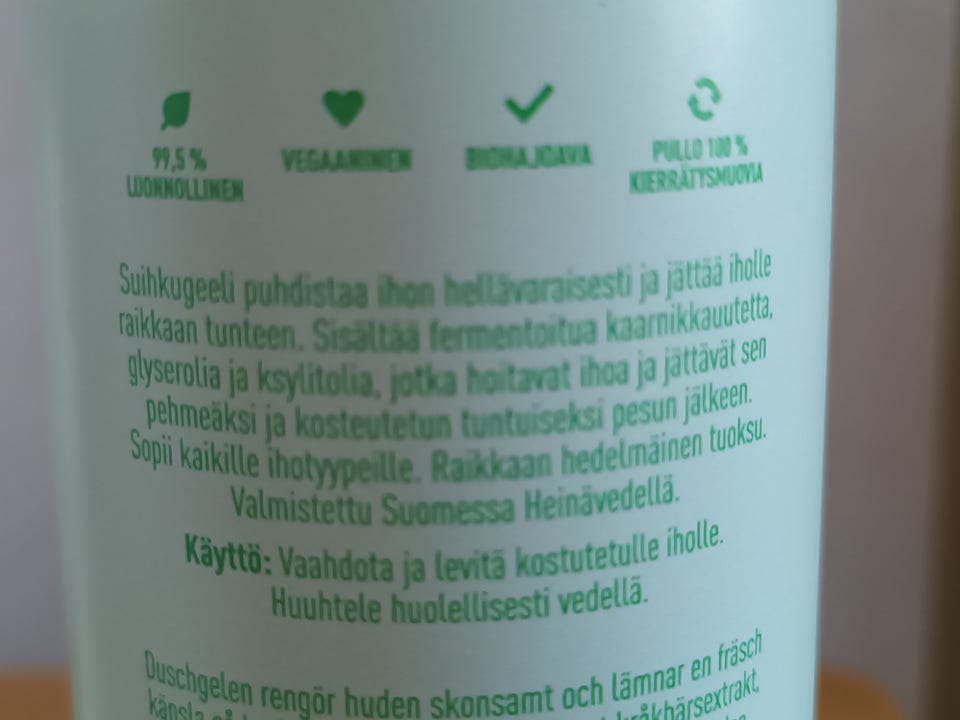 99,5 %
LUONNOLLINEN
VEGAANINEN
BIOHAJOAVA
PULLO 100 %
KIERRÄTYSMUOVIA
Suihkugeeli puhdistaa ihon hellävaraisesti ja jättää iholle
raikkaan tunteen. Sisältää fermentoitua kaarnikkauutetta,
glyserolia ja ksylitolia, jotka hoitavat ihoa ja jättävät sen
pehmeäksi ja kosteutetun tuntuiseksi pesun jälkeen.
Sopii kaikille ihotyypeille. Raikkaan hedelmäinen tuoksu.
Valmistettu Suomessa Heinävedellä.
Käyttö: Vaahdota ja levitä kostutetulle iholle.
Huuhtele huolellisesti vedellä.
Duschgelen rengör huden skonsamt och lämnar en fräsch
känsla kråkbärsextrakt,